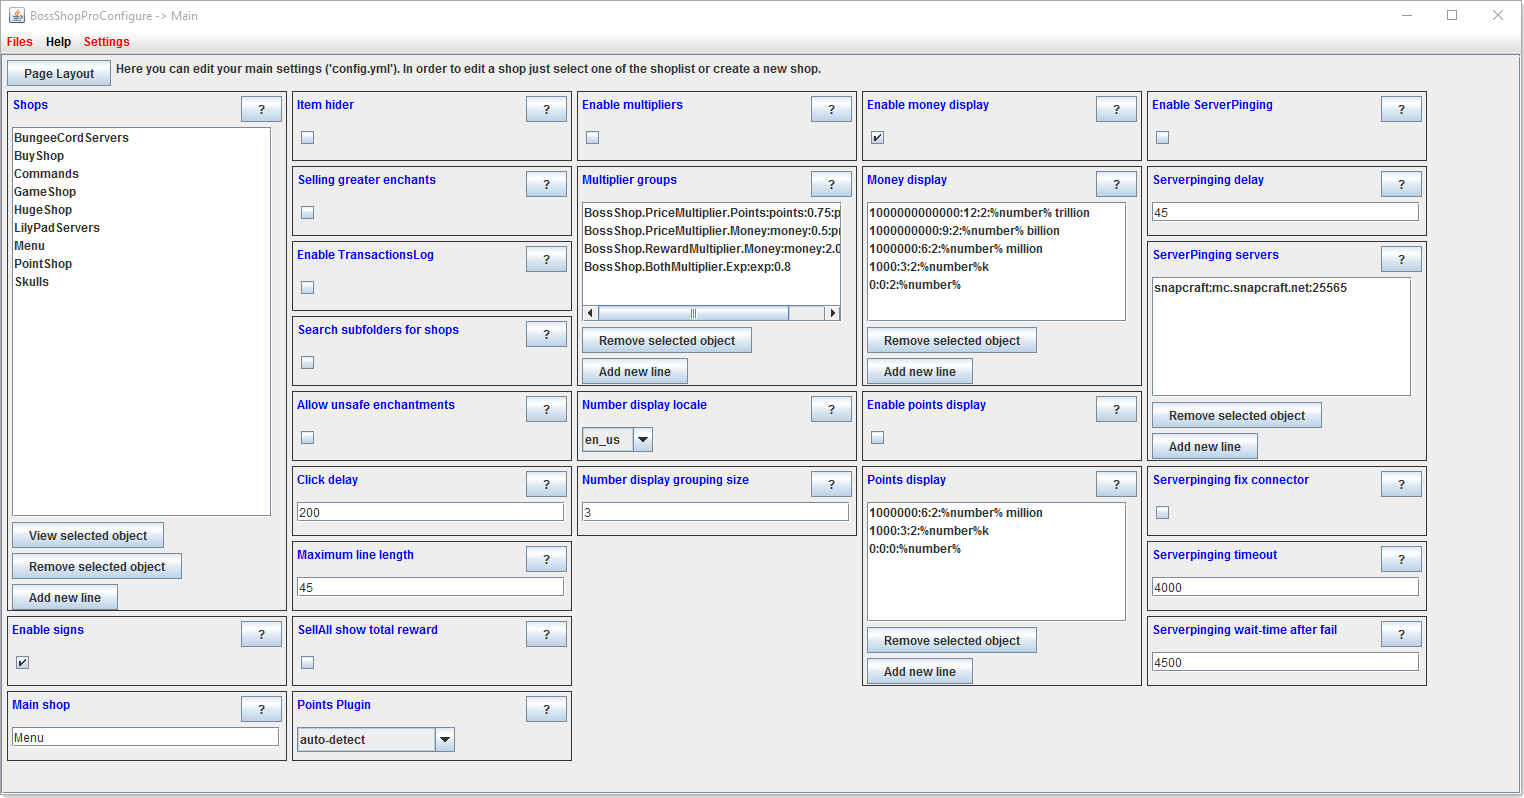 BossShopProConfigure -> Main
Files Help Settings
Page Layout Here you can edit your main settings ('config.yml'). In order to edit a shop just select one of the shoplist or create a new shop.
Shops ?
BungeeCordServers
BuyShop
Commands
GameShop
HugeShop
LilyPadServers
Menu
PointShop
Skulls
View selected object
Remove selected object
Add new line
Enable signs ?
Main shop ?
Menu
Item hider ?
Selling greater enchants ?
Enable TransactionsLog ?
Search subfolders for shops ?
Allow unsafe enchantments ?
Click delay ?
200
Maximum line length ?
45
SellAll show total reward ?
Points Plugin ?
auto-detect
Enable multipliers ?
Multiplier groups ?
BossShop.PriceMultiplier.Points:points:0.75:p
BossShop.PriceMultiplier.Money:money:0.5:pr
BossShop.RewardMultiplier.Money:money:2.0
BossShop.BothMultiplier.Exp:exp:0.8
Remove selected object
Add new line
Number display locale ?
en_us
Number display grouping size ?
3
Enable money display ?
Money display ?
1000000000000:12:2:%number% trillion
1000000000:9:2:%number% billion
1000000:6:2:%number% million
1000:3:2:%number%k
0:0:2:%number%
Remove selected object
Add new line
Enable points display ?
Points display ?
1000000:6:2:%number% million
1000:3:2:%number%k
0:0:0:%number%
Remove selected object
Add new line
Enable ServerPinging ?
Serverpinging delay ?
45
ServerPinging servers ?
snapcraft:mc.snapcraft.net:25565
Remove selected object
Add new line
Serverpinging fix connector ?
Serverpinging timeout ?
4000
Serverpinging wait-time after fail ?
4500